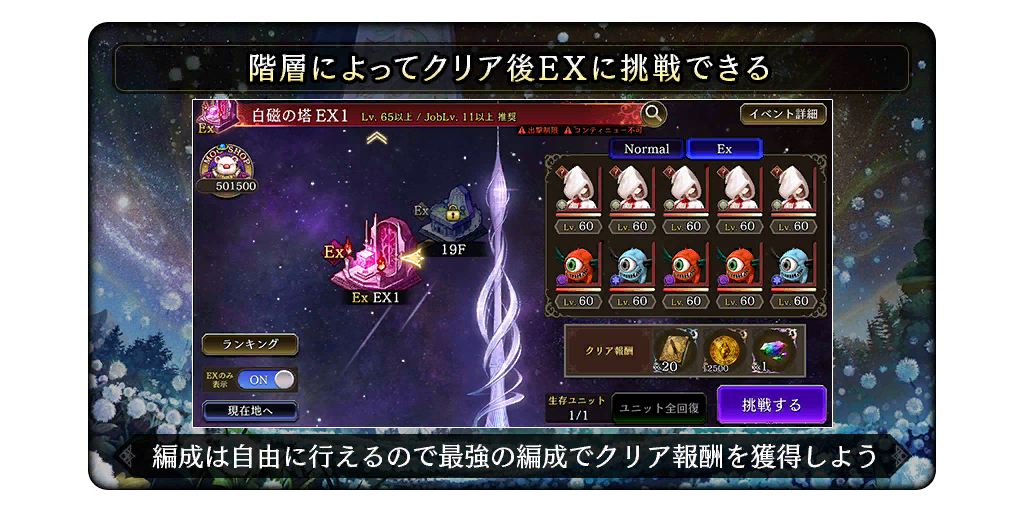 階層によってクリア後EXに挑戦できる
白磁の塔 EX1 Lv. 65以上 / JobLv. 11以上 推奨
イベント詳細
Ex
出撃制限 コンティニュー不可
MOG SHOP
501500
Normal
Ex
Lv. 60 Lv. 60 Lv. 60 Lv. 60 Lv. 60
Ex
19F
Ex
Ex EX1
Lv. 60 Lv. 60 Lv. 60 Lv. 60 Lv. 60
ランキング
クリア報酬
×20 2500 ×1
EXのみ
表示
ON
現在地へ
生存ユニット
1/1
ユニット全回復
挑戦する
編成は自由に行えるので最強の編成でクリア報酬を獲得しよう